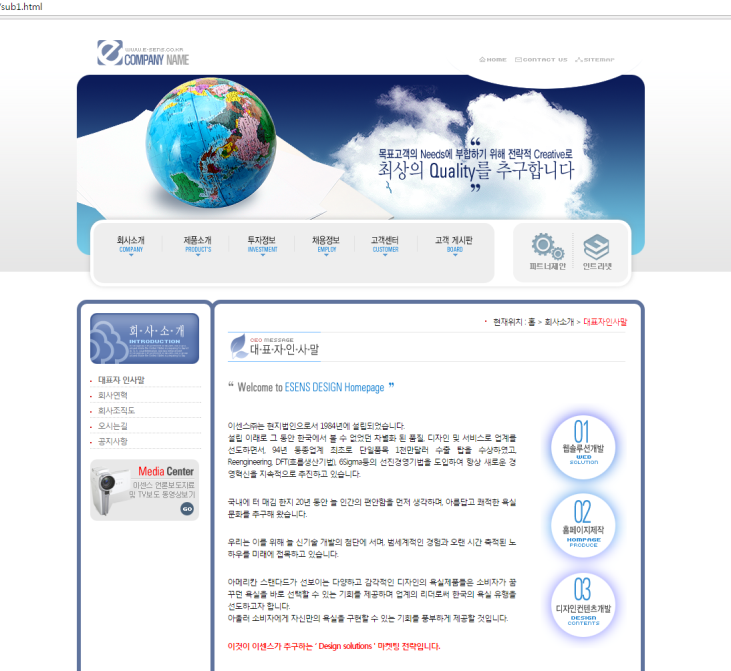 /sub1.html
WWW.E-SENS.CO.KR
COMPANY NAME
HOME CONTACT US SITEMAP
“
목표고객의 Needs에 부합하기 위해 전략적 Creative로
최상의 Quality를 추구합니다
”
회사소개 제품소개 투자정보 채용정보 고객센터 고객 게시판
COMPANY PRODUCT'S INVESTMENT EMPLOY CUSTOMER BOARD
파트너제안 인트라넷
회·사·소·개
INTRODUCTION
대표자 인사말
회사연혁
회사조직도
오시는길
공지사항
Media Center
이센스 언론보도자료
및 TV보도 동영상보기
GO
· 현재위치 : 홈 > 회사소개 > 대표자인사말
CEO MESSAGE
대·표·자·인·사·말
“ Welcome to ESENS DESIGN Homepage ”
이센스㈜는 현지법인으로서 1984년에 설립되었습니다.
설립 이래로 그 동안 한국에서 볼 수 없었던 차별화 된 품질, 디자인 및 서비스로 업계를
선도하면서, 94년 동종업계 최초로 단일품목 1천만달러 수출 탑을 수상하였고,
Reengineering, DFT(흐름생산기법), 6Sigma등의 선진경영기법을 도입하여 항상 새로운 경
영혁신을 지속적으로 추진하고 있습니다.
국내에 터 매김 한지 20년 동안 늘 인간의 편안함을 먼저 생각하며, 아름답고 쾌적한 욕실
문화를 추구해 왔습니다.
우리는 이를 위해 늘 신기술 개발의 첨단에 서며, 범세계적인 경험과 오랜 시간 축적된 노
하우를 미래에 접목하고 있습니다.
아메리칸 스탠다드가 선보이는 다양하고 감각적인 디자인의 욕실제품들은 소비자가 꿈
꾸던 욕실을 바로 선택할 수 있는 기회를 제공하며 업계의 리더로써 한국의 욕실 유행을
선도하고자 합니다.
아울러 소비자에게 자신만의 욕실을 구현할 수 있는 기회를 풍부하게 제공할 것입니다.
이것이 이센스가 추구하는 ‘ Design solutions ’ 마켓팅 전략입니다.
01
웹솔루션개발
WEB
SOLUTION
02
홈페이지제작
HOMPAGE
PRODUCE
03
디자인컨텐츠개발
DESIGN
CONTENTS